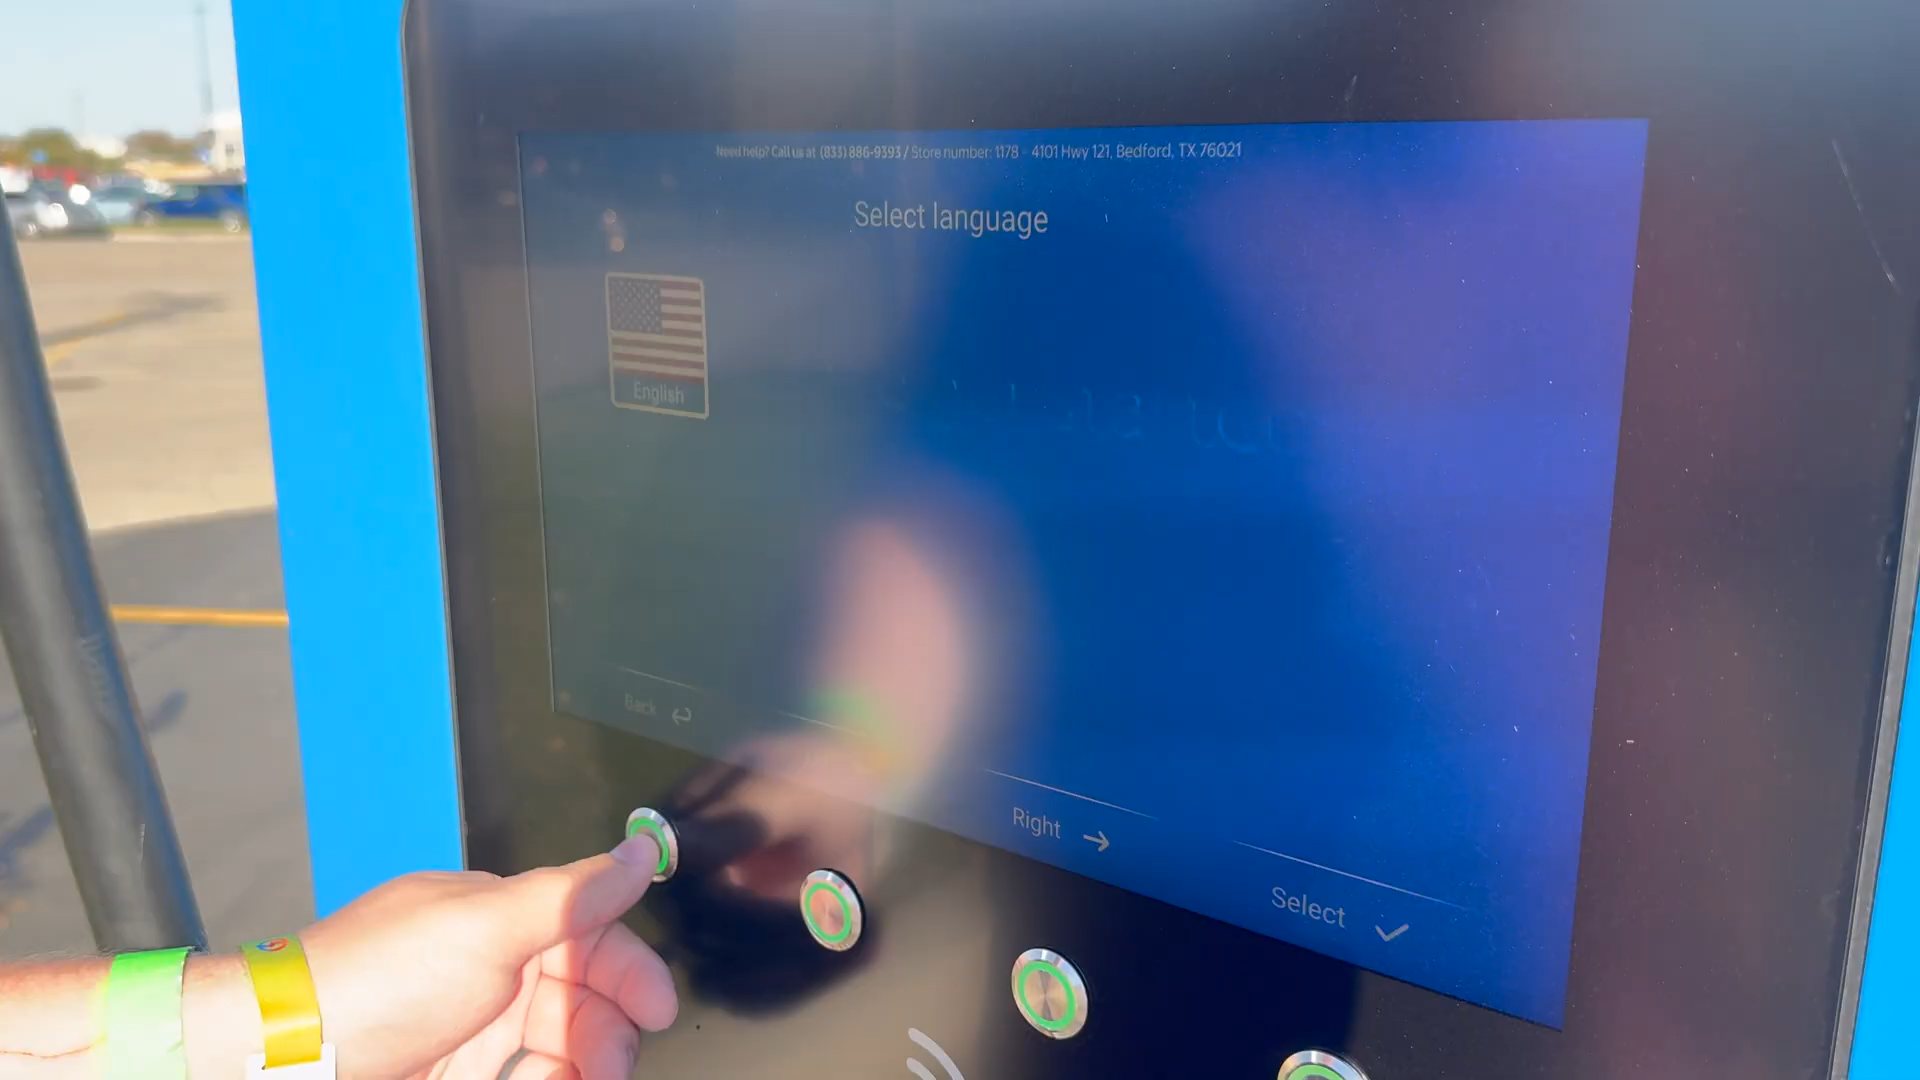 Need help? Call us at (833) 886-9393 / Store number: 1178 - 4101 Hwy 121, Bedford, TX 76021
Select language
English
Back
Right
Select